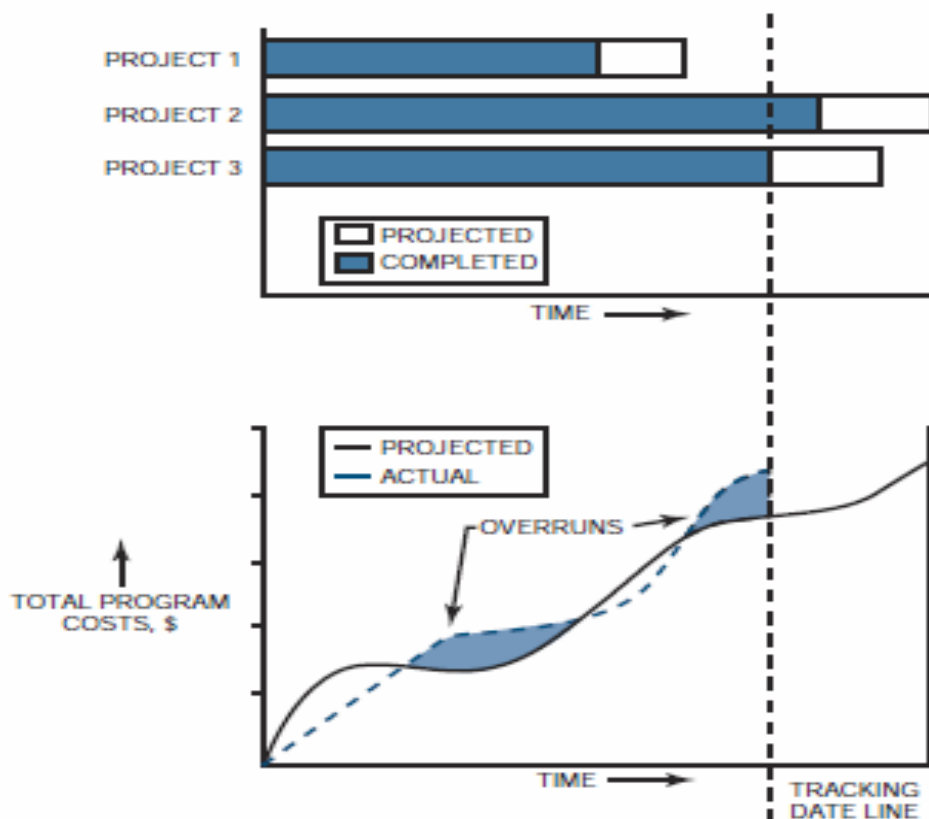 PROJECT 1
PROJECT 2
PROJECT 3
PROJECTED
COMPLETED
TIME
PROJECTED
ACTUAL
OVERRUNS
TOTAL PROGRAM
COSTS, $
TIME
TRACKING
DATE LINE